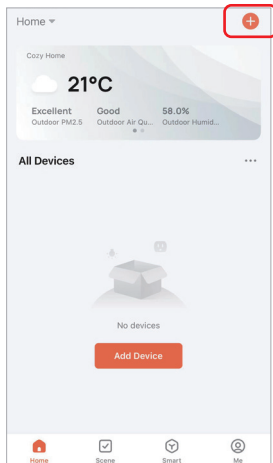 Home
Cozy Home
21°C
Excellent Good 58.0%
Outdoor PM2.5 Outdoor Air Qu... Outdoor Humid...
All Devices
No devices
Add Device
Home Scene Smart Me